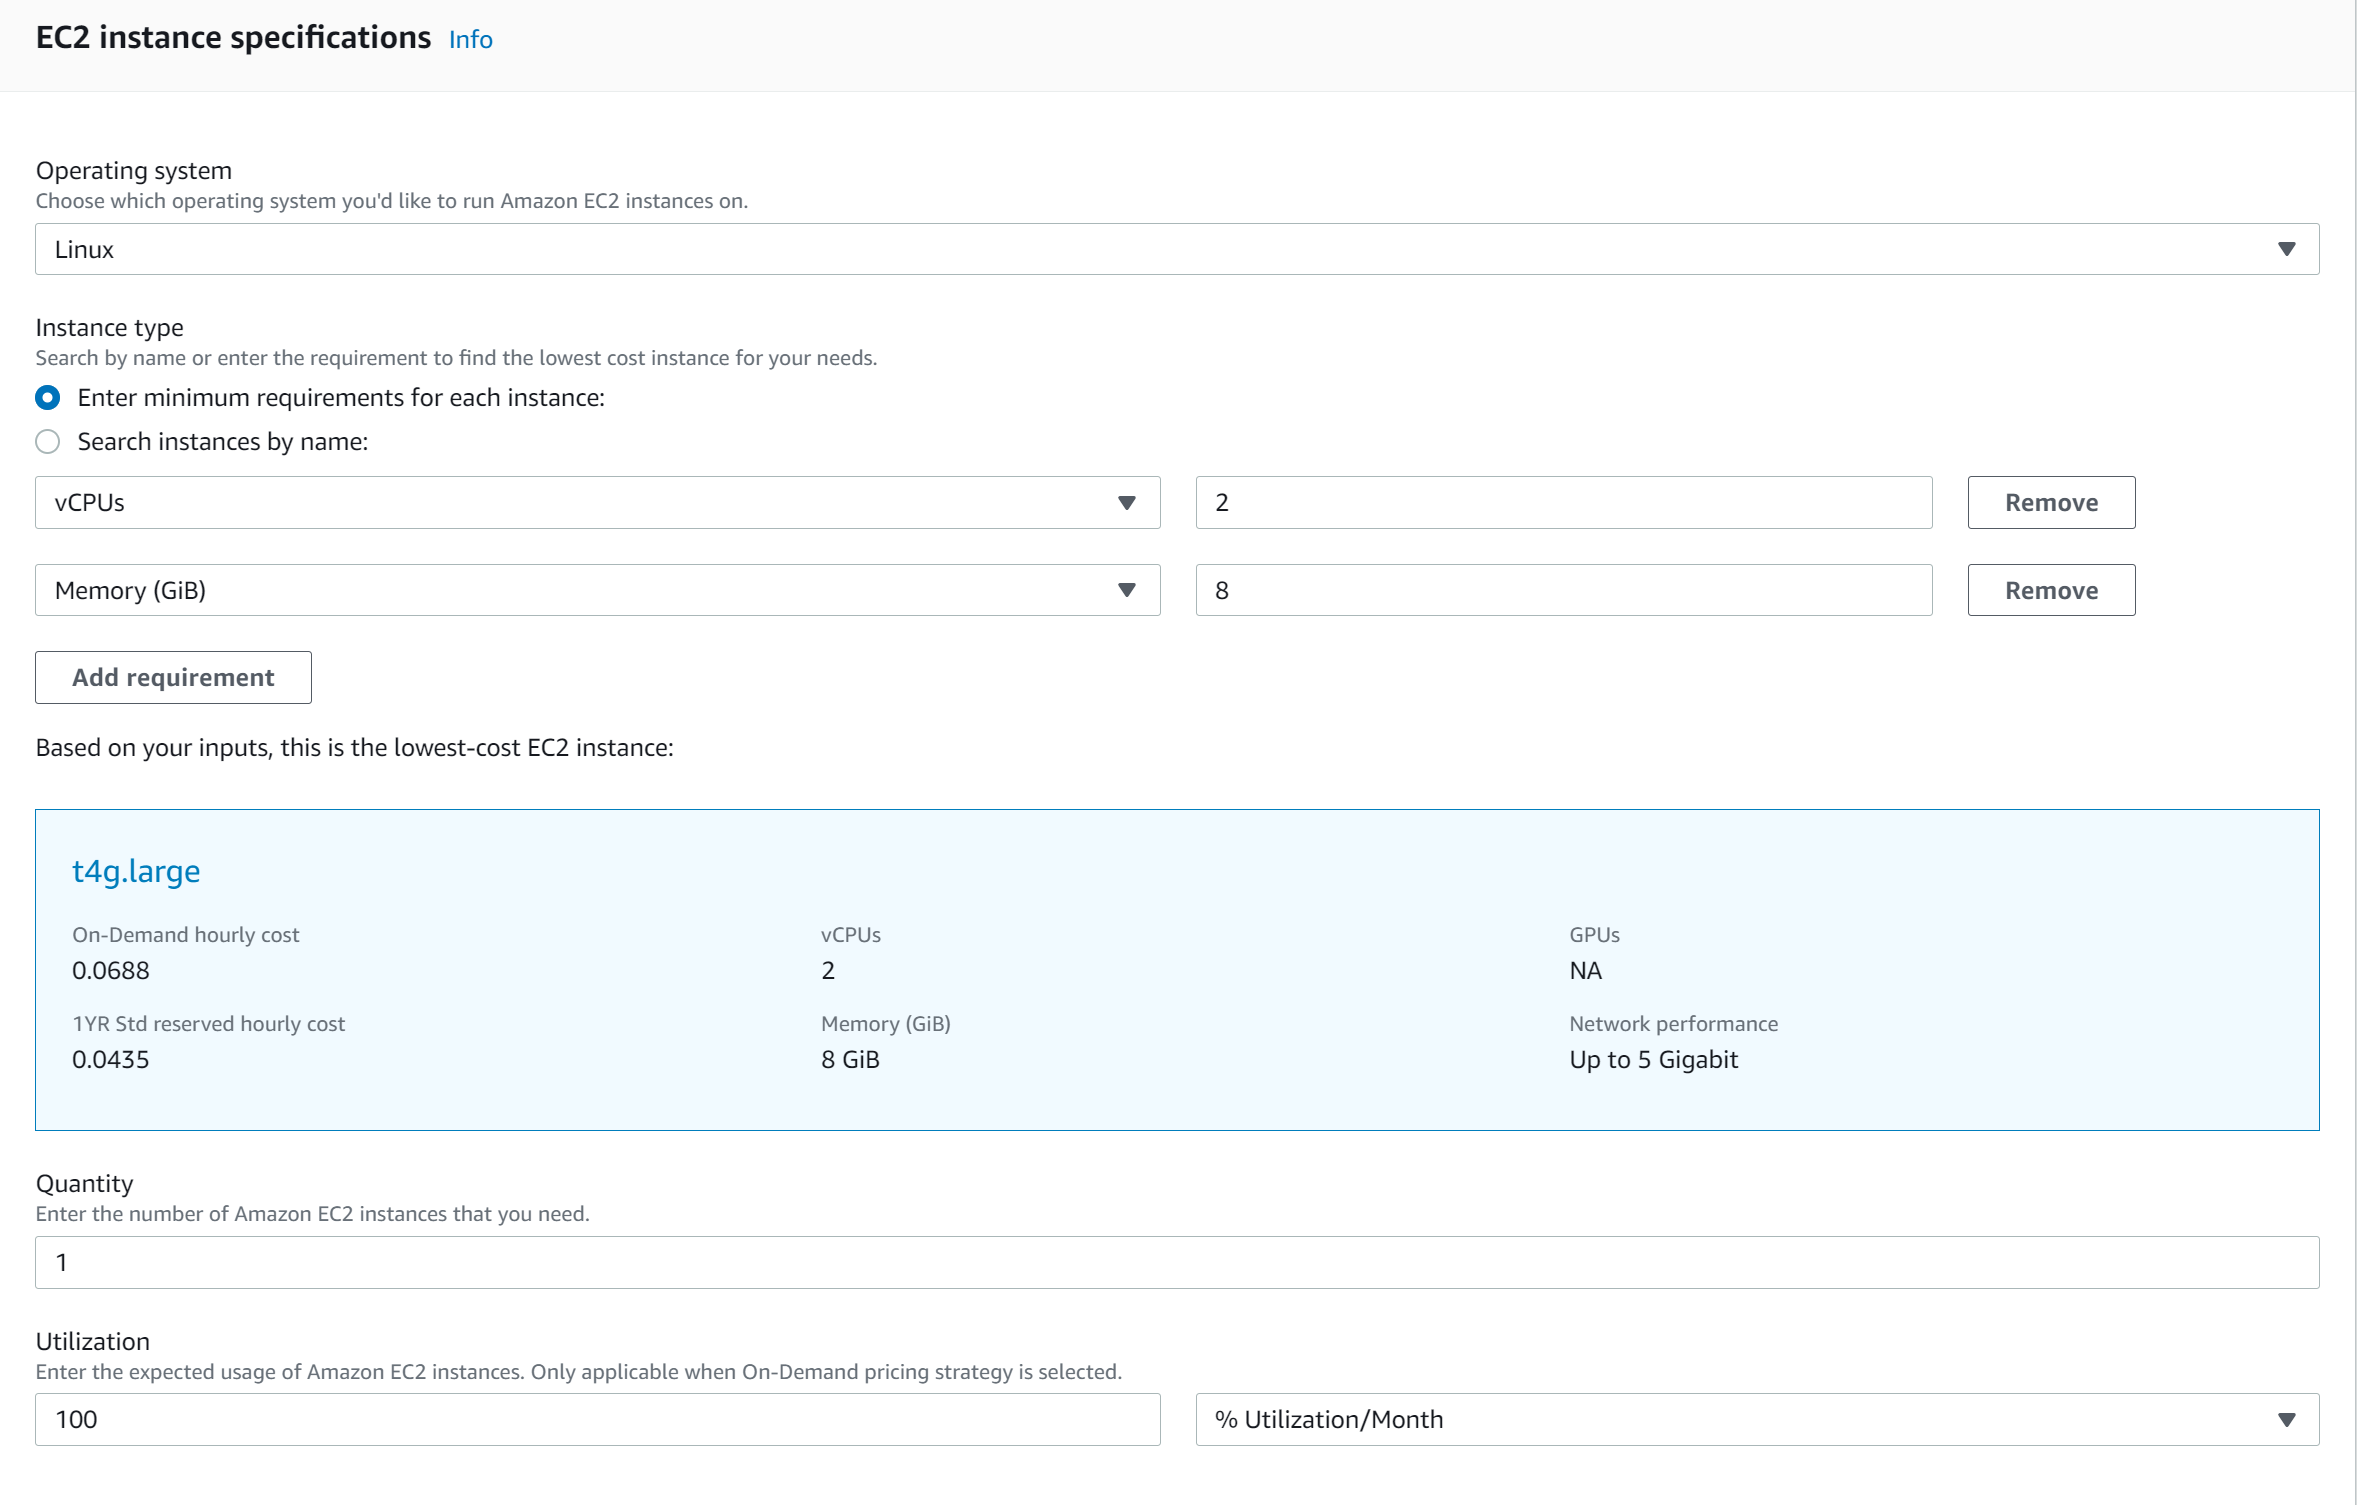 EC2 instance specifications Info
Operating system
Choose which operating system you'd like to run Amazon EC2 instances on.
Linux
Instance type
Search by name or enter the requirement to find the lowest cost instance for your needs.
Enter minimum requirements for each instance:
Search instances by name:
vCPUs 2 Remove
Memory (GiB) 8 Remove
Add requirement
Based on your inputs, this is the lowest-cost EC2 instance:
t4g.large
On-Demand hourly cost vCPUs GPUs
0.0688 2 NA
1YR Std reserved hourly cost Memory (GiB) Network performance
0.0435 8 GiB Up to 5 Gigabit
Quantity
Enter the number of Amazon EC2 instances that you need.
1
Utilization
Enter the expected usage of Amazon EC2 instances. Only applicable when On-Demand pricing strategy is selected.
100 % Utilization/Month